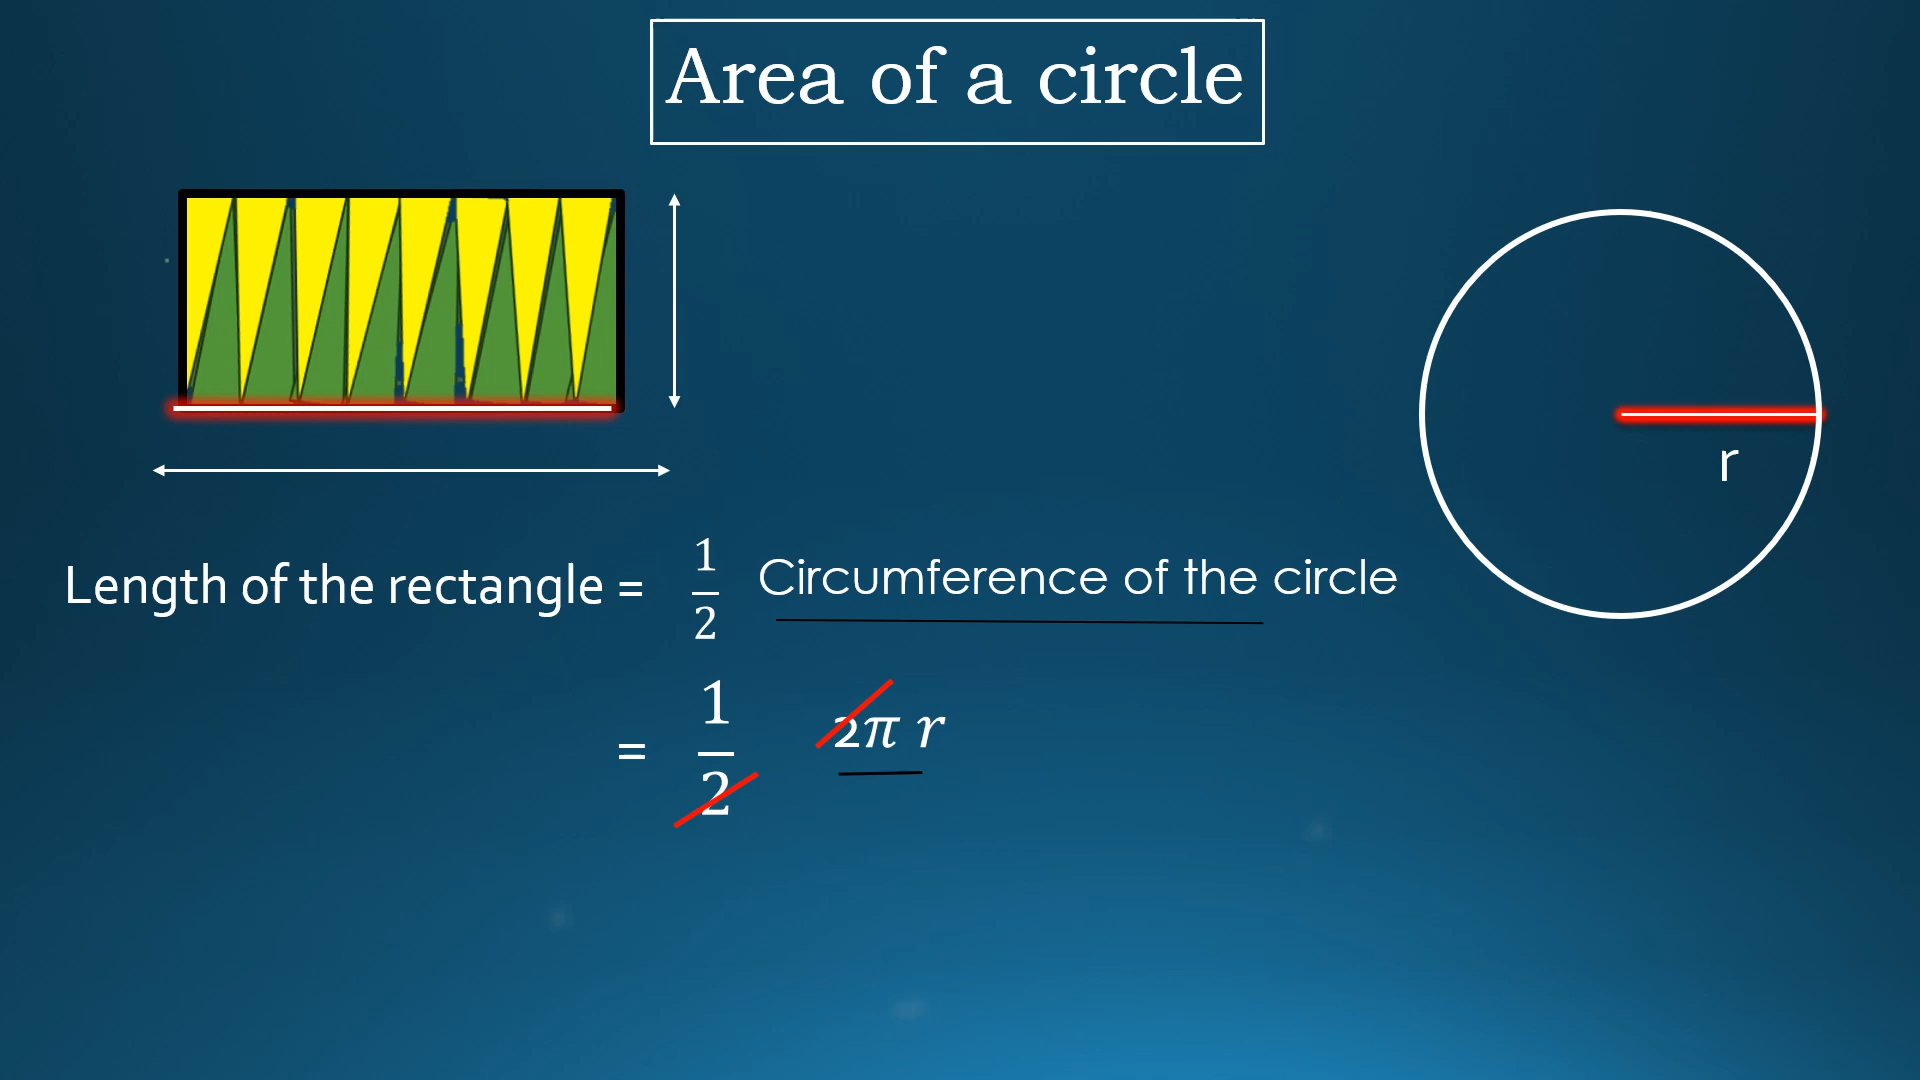 Area of a circle
r
Length of the rectangle = 1/2 Circumference of the circle
= 1/2 2π r